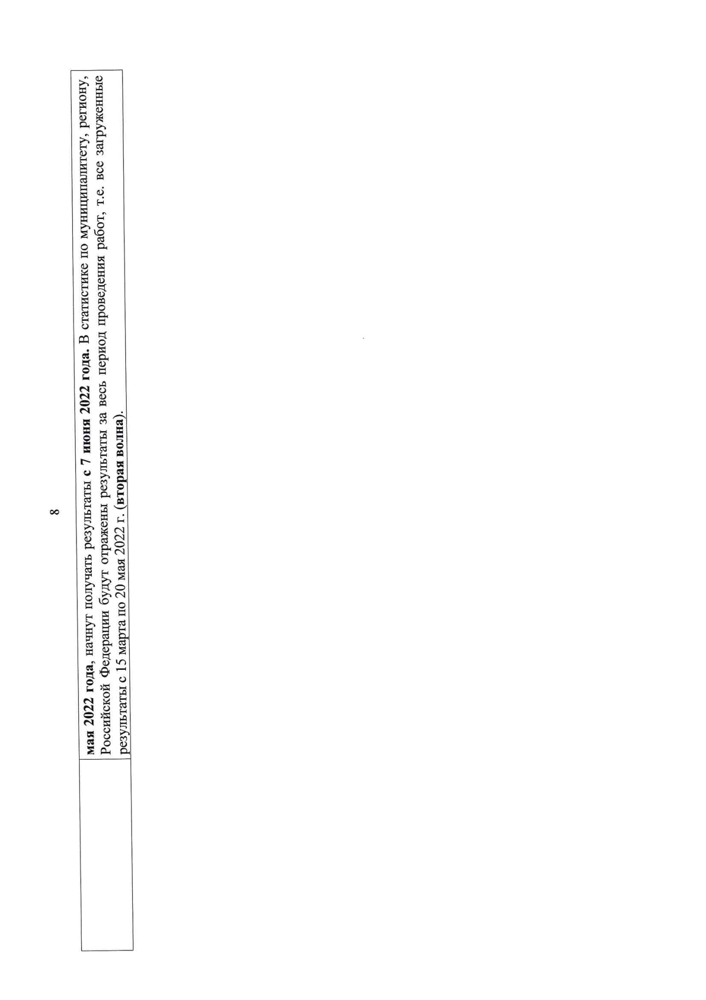 8
мая 2022 года, начнут получать результаты с 7 июня 2022 года. В статистике по муниципалитету, региону,
Российской Федерации будут отражены результаты за весь период проведения работ, т.е. все загруженные
результаты с 15 марта по 20 мая 2022 г. (вторая волна).